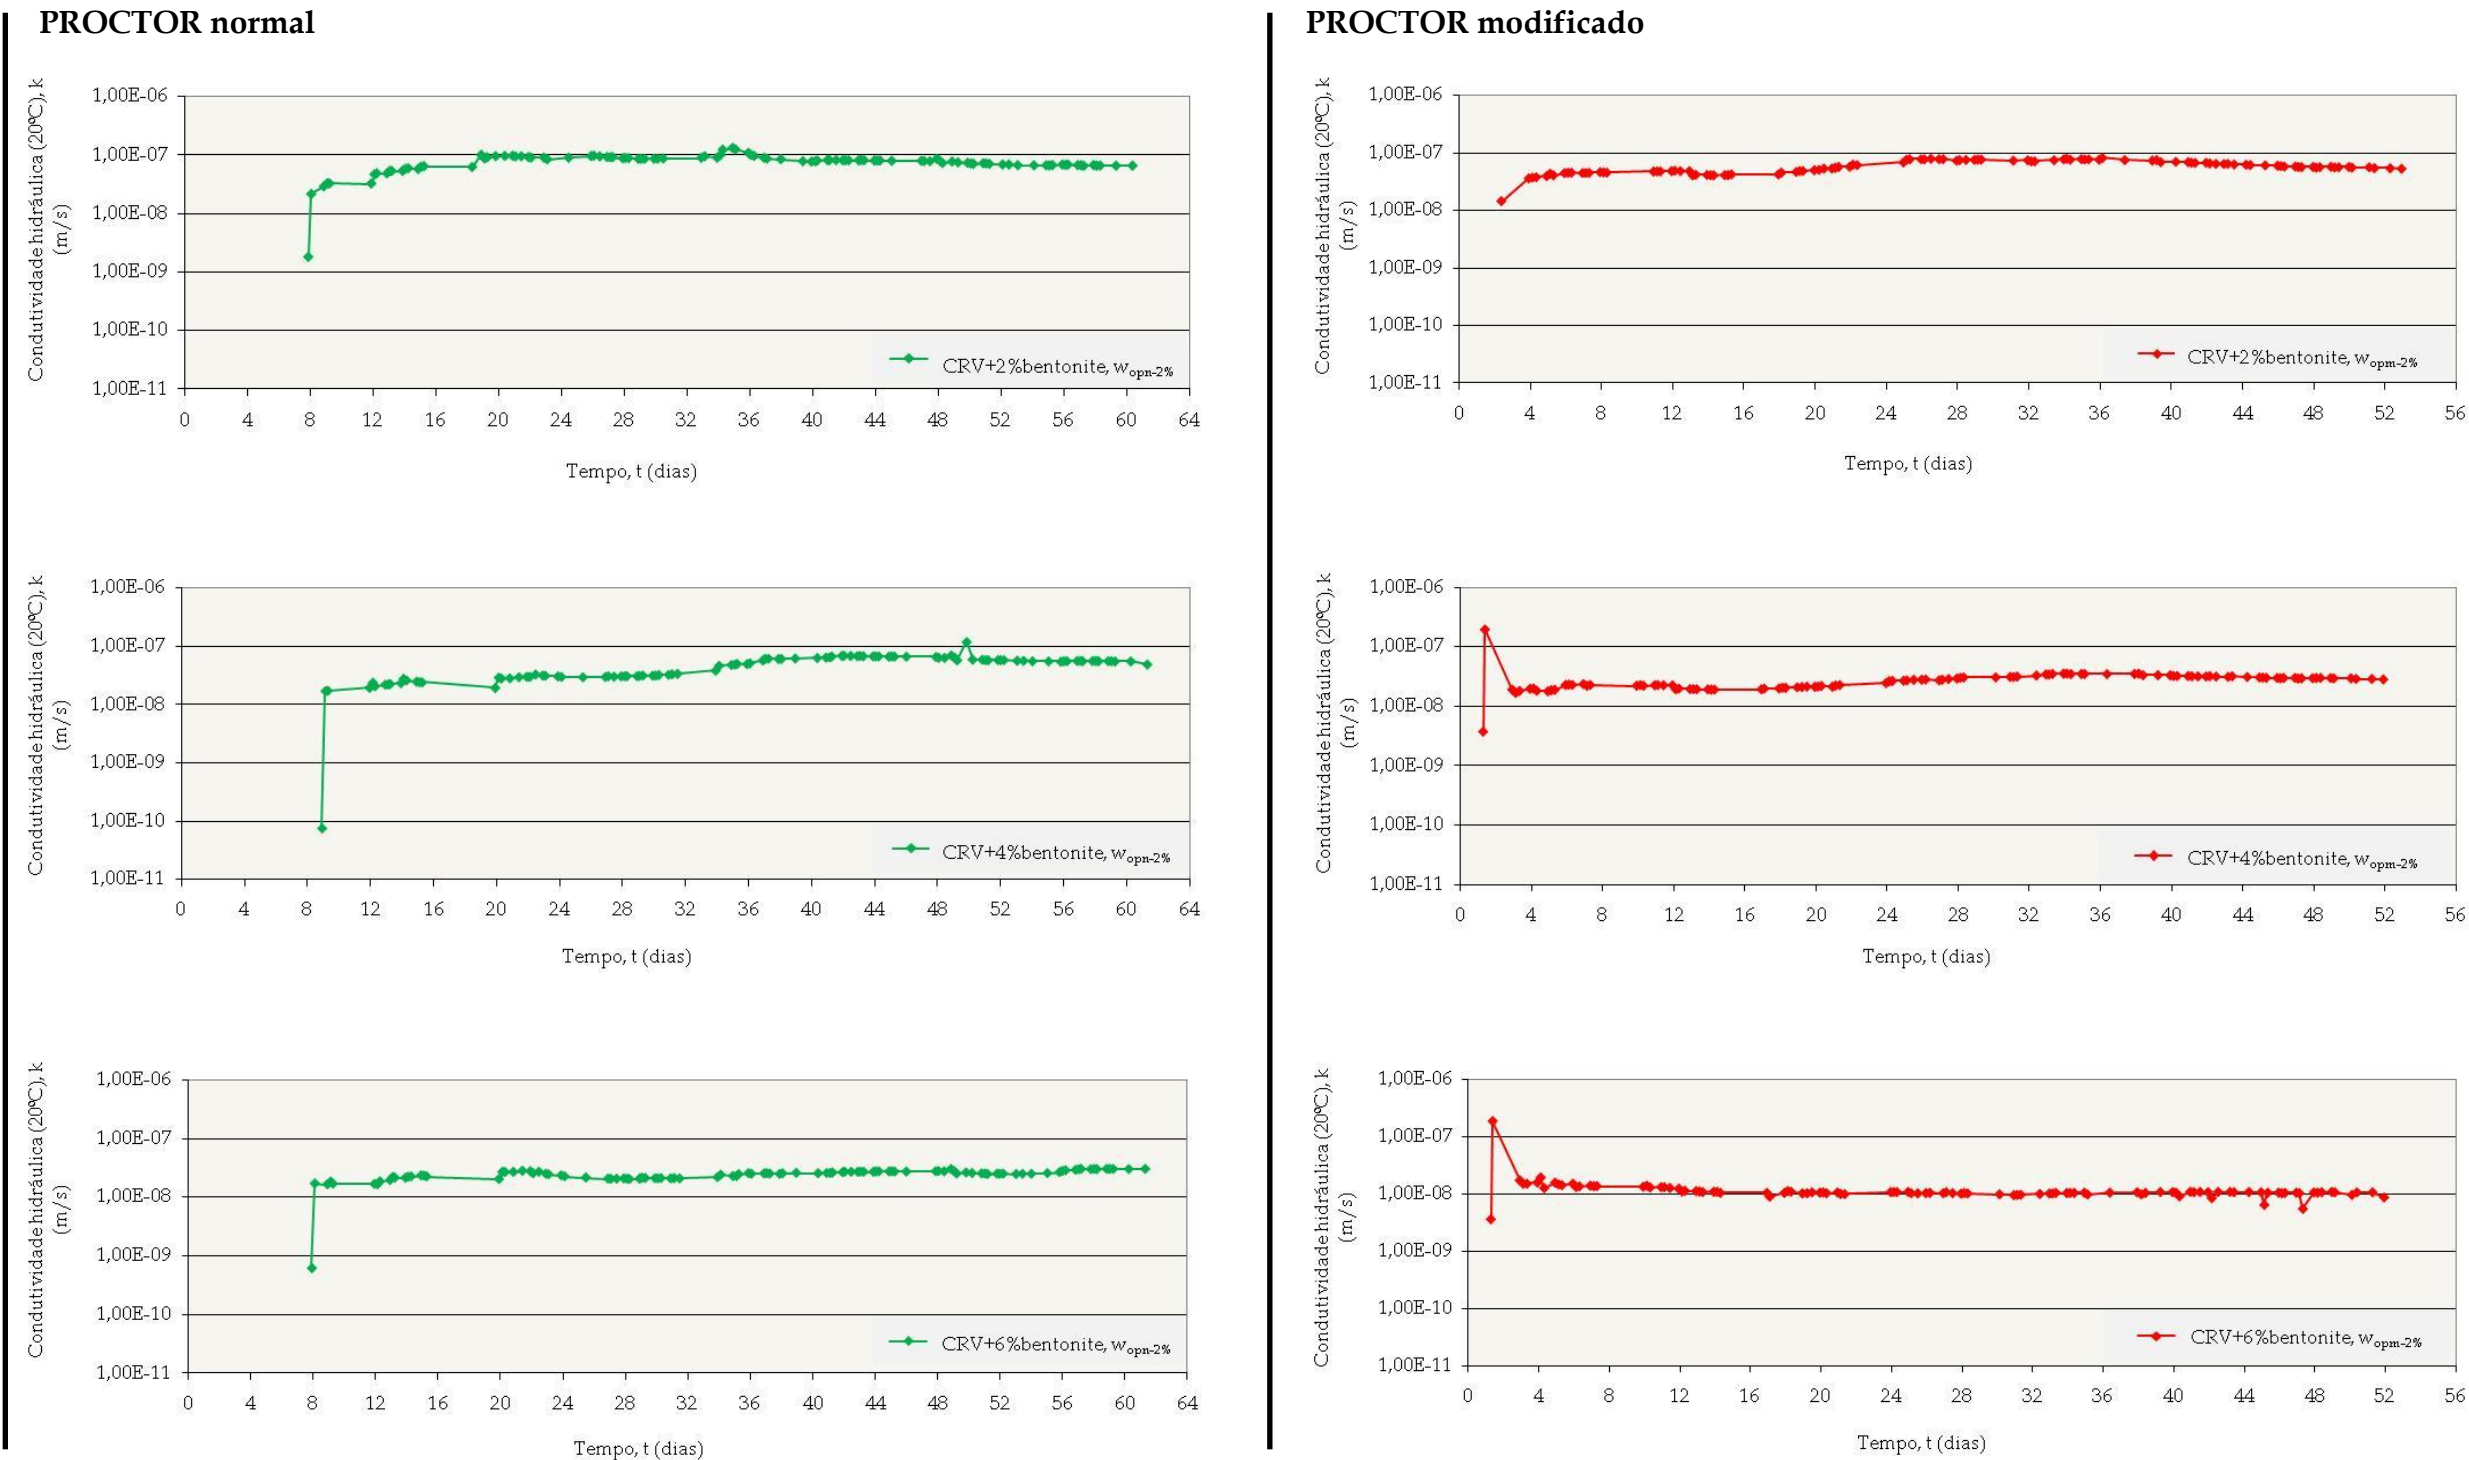 PROCTOR normal
Condutividade hidráulica (20ºC), k
(m/s)
1,00E-06
1,00E-07
1,00E-08
1,00E-09
1,00E-10
1,00E-11
0 4 8 12 16 20 24 28 32 36 40 44 48 52 56 60 64
CRV+2%bentonite, wopn-2%
Tempo, t (dias)
Condutividade hidráulica (20ºC), k
(m/s)
1,00E-06
1,00E-07
1,00E-08
1,00E-09
1,00E-10
1,00E-11
0 4 8 12 16 20 24 28 32 36 40 44 48 52 56 60 64
CRV+4%bentonite, wopn-2%
Tempo, t (dias)
Condutividade hidráulica (20ºC), k
(m/s)
1,00E-06
1,00E-07
1,00E-08
1,00E-09
1,00E-10
1,00E-11
0 4 8 12 16 20 24 28 32 36 40 44 48 52 56 60 64
CRV+6%bentonite, wopn-2%
Tempo, t (dias)
PROCTOR modificado
Condutividade hidráulica (20ºC), k
(m/s)
1,00E-06
1,00E-07
1,00E-08
1,00E-09
1,00E-10
1,00E-11
0 4 8 12 16 20 24 28 32 36 40 44 48 52 56
CRV+2%bentonite, wopm-2%
Tempo, t (dias)
Condutividade hidráulica (20ºC), k
(m/s)
1,00E-06
1,00E-07
1,00E-08
1,00E-09
1,00E-10
1,00E-11
0 4 8 12 16 20 24 28 32 36 40 44 48 52 56
CRV+4%bentonite, wopm-2%
Tempo, t (dias)
Condutividade hidráulica (20ºC), k
(m/s)
1,00E-06
1,00E-07
1,00E-08
1,00E-09
1,00E-10
1,00E-11
0 4 8 12 16 20 24 28 32 36 40 44 48 52 56
CRV+6%bentonite, wopm-2%
Tempo, t (dias)